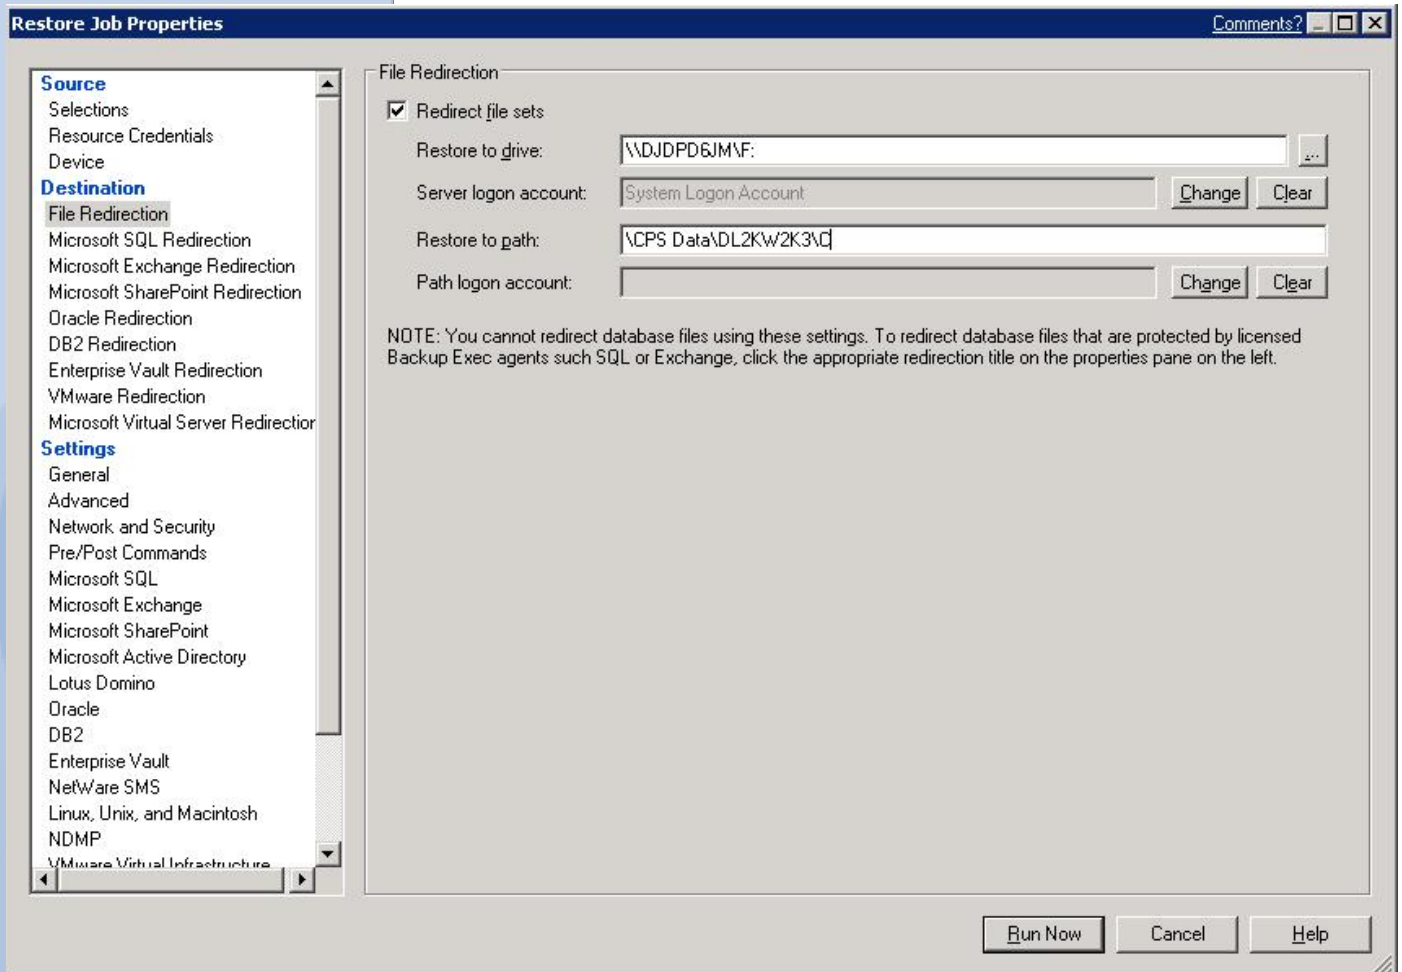 Restore Job Properties
Comments?
Source
Selections
Resource Credentials
Device
Destination
File Redirection
Microsoft SQL Redirection
Microsoft Exchange Redirection
Microsoft SharePoint Redirection
Oracle Redirection
DB2 Redirection
Enterprise Vault Redirection
VMware Redirection
Microsoft Virtual Server Redirection
Settings
General
Advanced
Network and Security
Pre/Post Commands
Microsoft SQL
Microsoft Exchange
Microsoft SharePoint
Microsoft Active Directory
Lotus Domino
Oracle
DB2
Enterprise Vault
NetWare SMS
Linux, Unix, and Macintosh
NDMP
VMware Virtual Infrastructure
File Redirection
Redirect file sets
Restore to drive: \\DJDPD6JM\F: ...
Server logon account: System Logon Account Change Clear
Restore to path: \CPS Data\DL2KW2K3\C
Path logon account: Change Clear
NOTE: You cannot redirect database files using these settings. To redirect database files that are protected by licensed
Backup Exec agents such SQL or Exchange, click the appropriate redirection title on the properties pane on the left.
Run Now Cancel Help